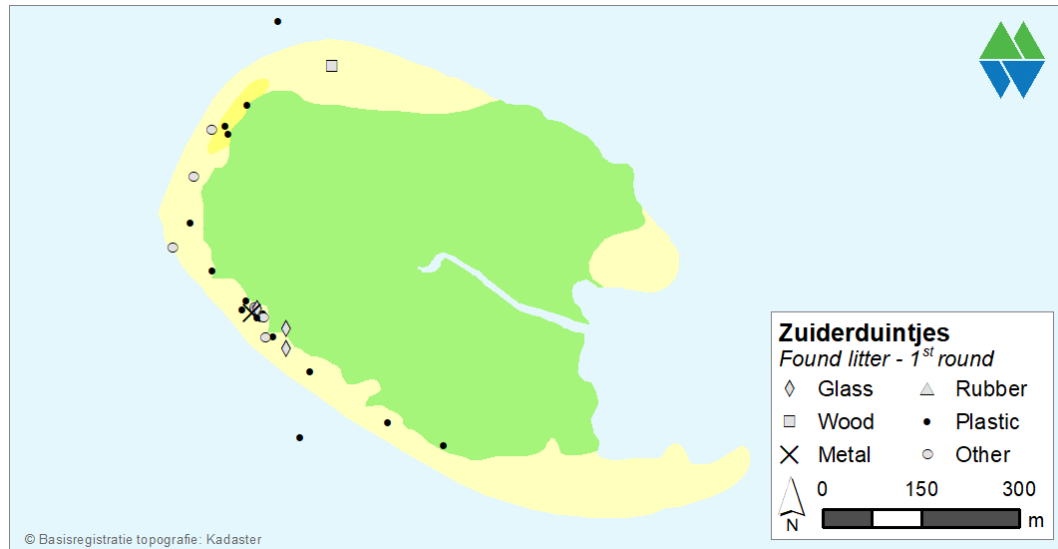 Zuiderduintjes
Found litter - 1st round
Glass Rubber
Wood Plastic
Metal Other
0 150 300
m
N
© Basisregistratie topografie: Kadaster